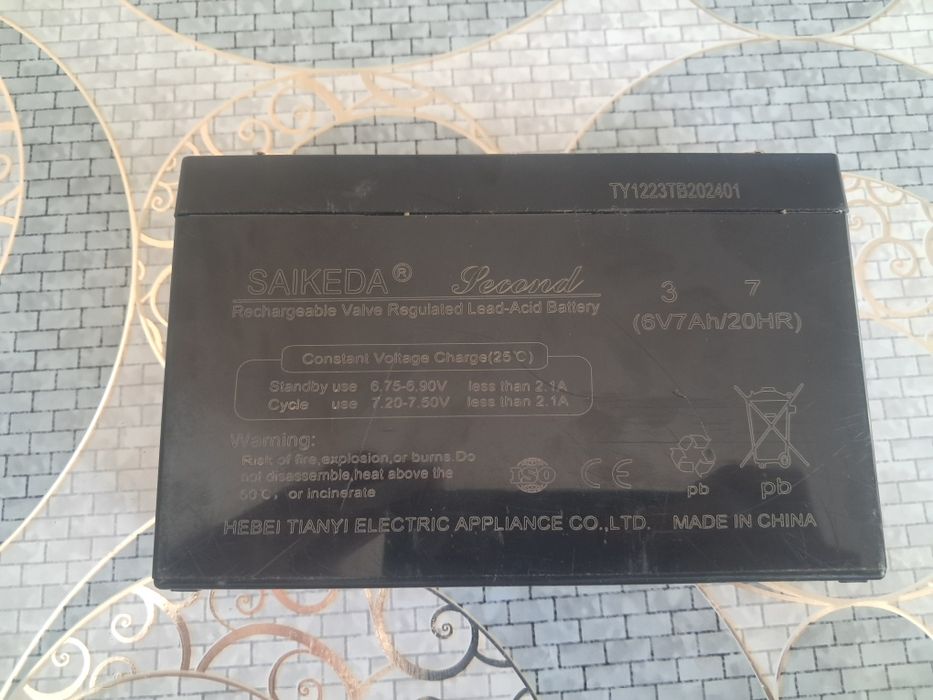 TY1223TB202401
SAIKEDA® Second
Rechargeable Valve Regulated Lead-Acid Battery
3 7
(6V7Ah/20HR)
Constant Voltage Charge(25℃)
Standby use 6.75-6.90V less than 2.1A
Cycle use 7.20-7.50V less than 2.1A
Warning:
Risk of fire,explosion,or burns.Do
not disassemble,heat above the
60℃, or incinerate
ISO CE
pb pb
HEBEI TIANYI ELECTRIC APPLIANCE CO.,LTD. MADE IN CHINA